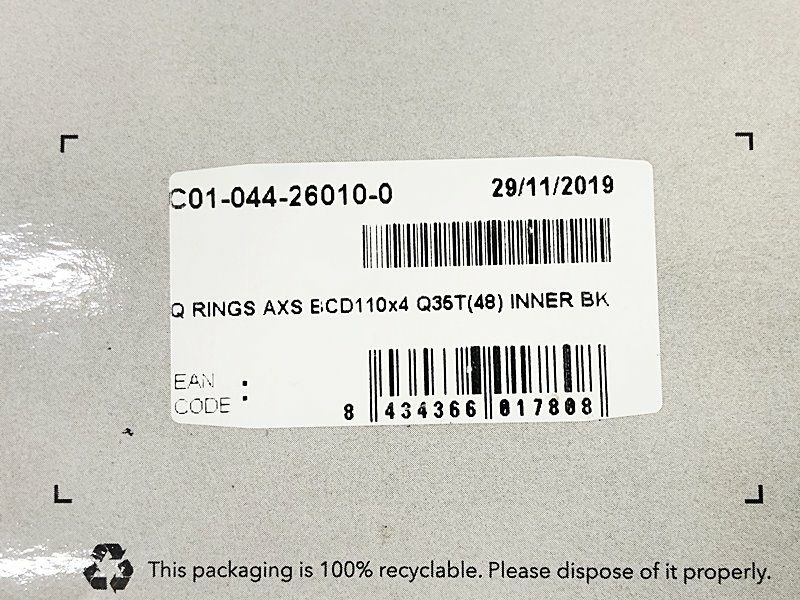 C01-044-26010-0 29/11/2019
Q RINGS AXS BCD110x4 Q35T(48) INNER BK
EAN
CODE :
8 434366 017808
This packaging is 100% recyclable. Please dispose of it properly.